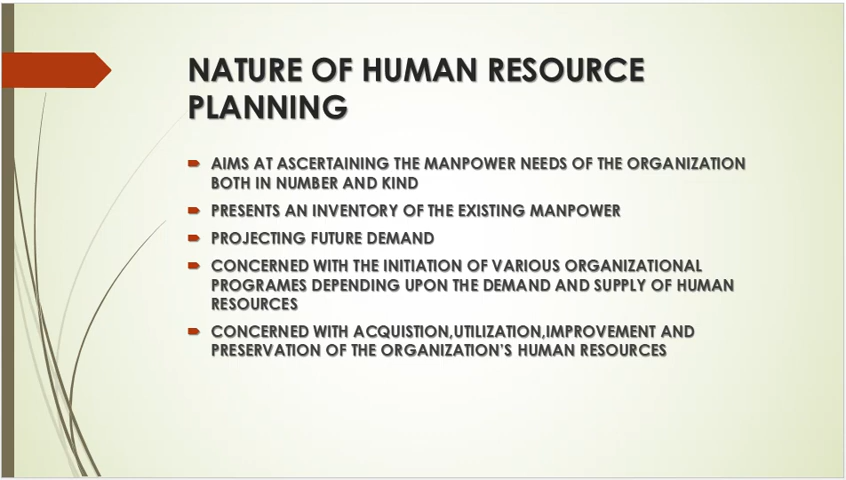 NATURE OF HUMAN RESOURCE
PLANNING
AIMS AT ASCERTAINING THE MANPOWER NEEDS OF THE ORGANIZATION
BOTH IN NUMBER AND KIND
PRESENTS AN INVENTORY OF THE EXISTING MANPOWER
PROJECTING FUTURE DEMAND
CONCERNED WITH THE INITIATION OF VARIOUS ORGANIZATIONAL
PROGRAMES DEPENDING UPON THE DEMAND AND SUPPLY OF HUMAN
RESOURCES
CONCERNED WITH ACQUISTION,UTILIZATION,IMPROVEMENT AND
PRESERVATION OF THE ORGANIZATION'S HUMAN RESOURCES